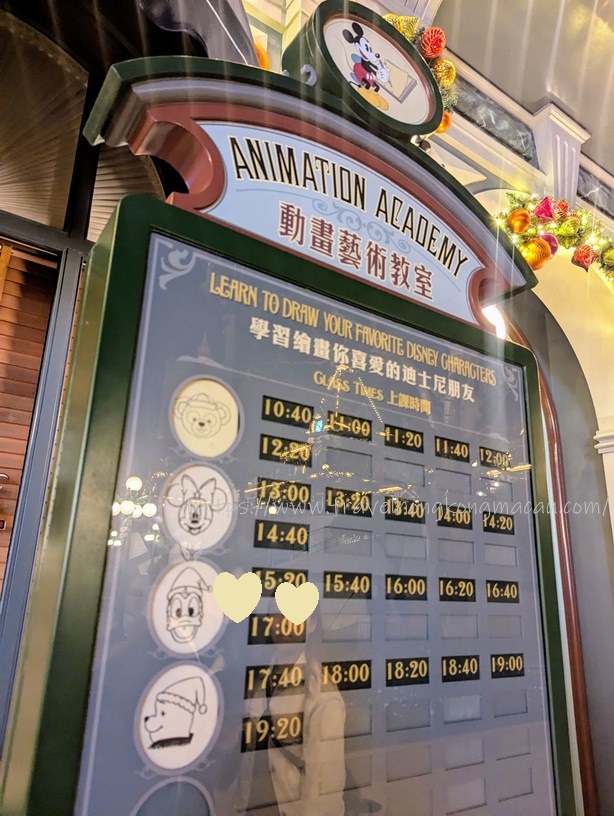 ANIMATION ACADEMY
動畫藝術教室
LEARN TO DRAW YOUR FAVORITE DISNEY CHARACTERS
學習繪畫你喜愛的迪士尼朋友
CLASS TIMES 上課時間
10:40 11:00 11:20 11:40 12:00
12:20
13:00 13:20 13:40 14:00 14:20
14:40
15:20 15:40 16:00 16:20 16:40
17:00
17:40 18:00 18:20 18:40 19:00
19:20
https://www.travelhongkongmacau.com/